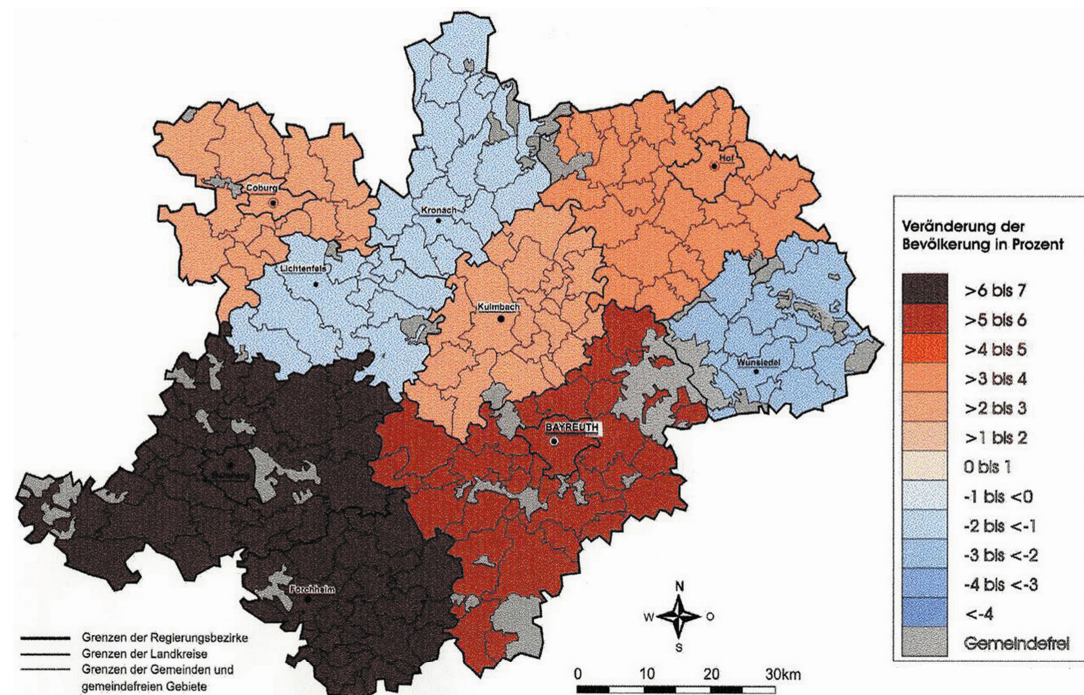 Hof
Coburg
Kronach
Lichtenfels
Kulmbach
Wunsiedel
BAYREUTH
Bamberg
Forchheim
Veränderung der
Bevölkerung in Prozent
>6 bis 7
>5 bis 6
>4 bis 5
>3 bis 4
>2 bis 3
>1 bis 2
0 bis 1
-1 bis <0
-2 bis <-1
-3 bis <-2
-4 bis <-3
<-4
Gemeindefrei
N
W
O
S
Grenzen der Regierungsbezirke
Grenzen der Landkreise
Grenzen der Gemeinden und
gemeindefreien Gebiete
0 10 20 30km